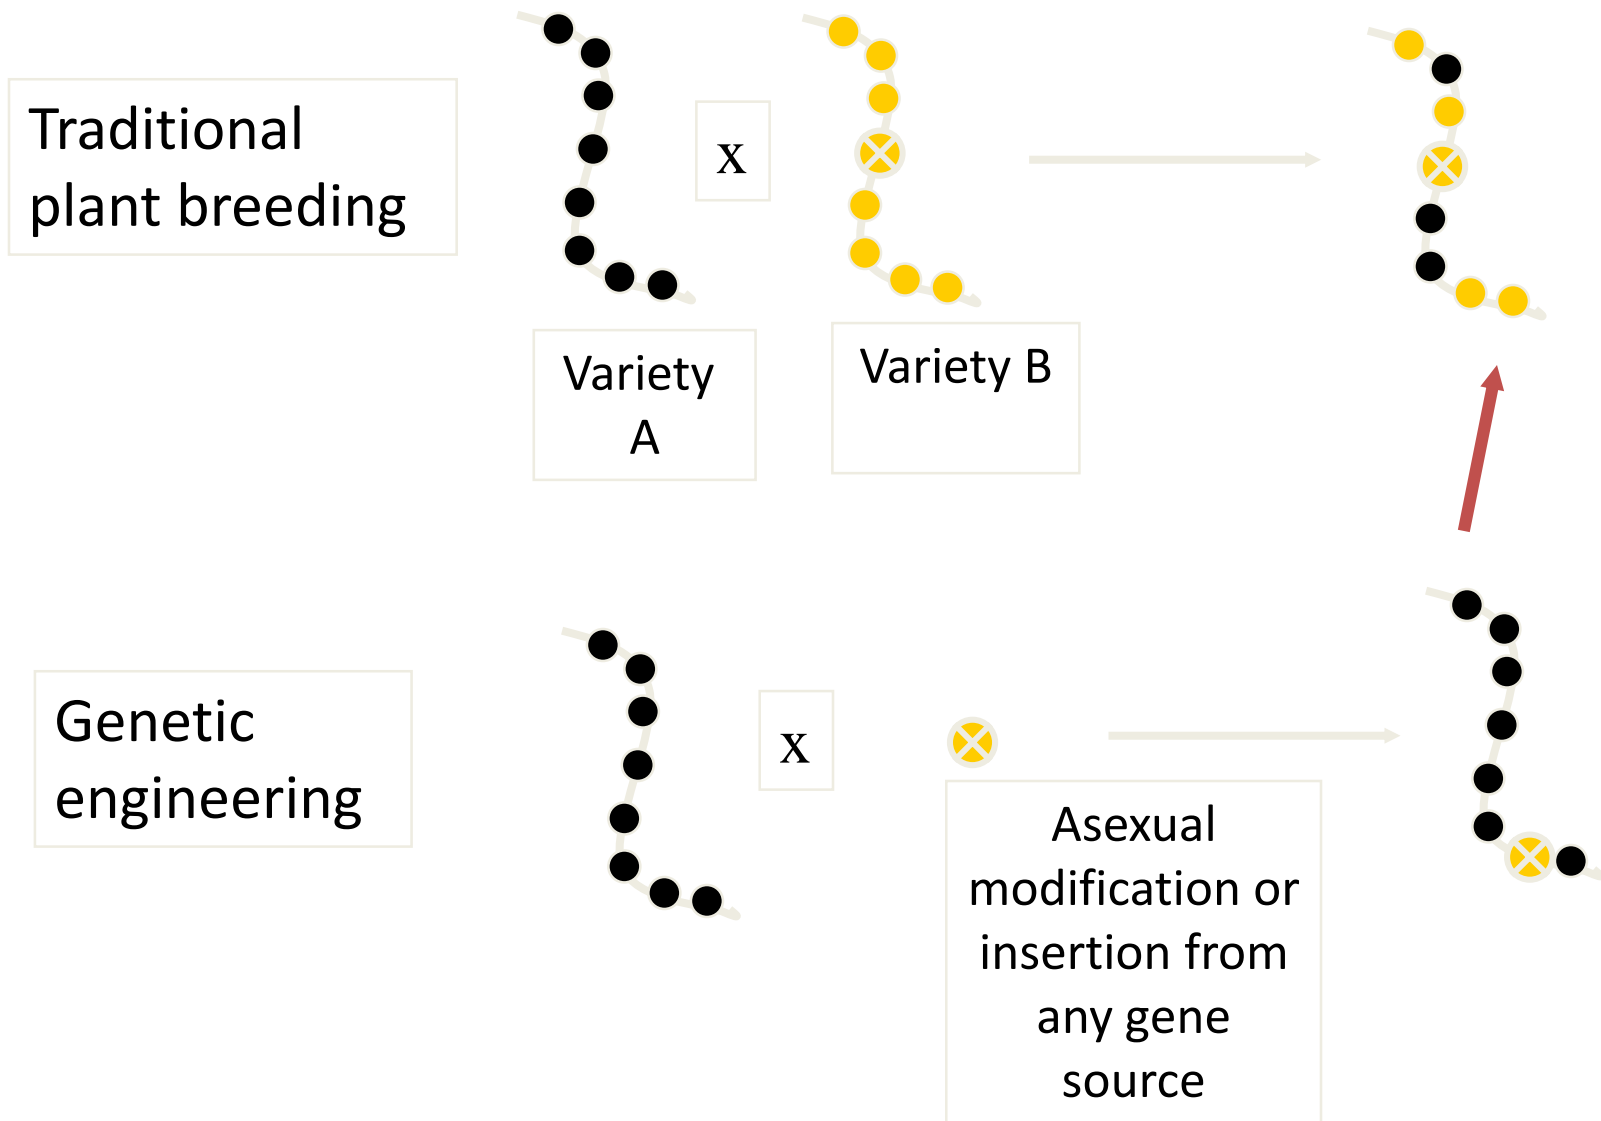 Traditional
plant breeding
x
Variety
A
Variety B
Genetic
engineering
x
Asexual
modification or
insertion from
any gene
source